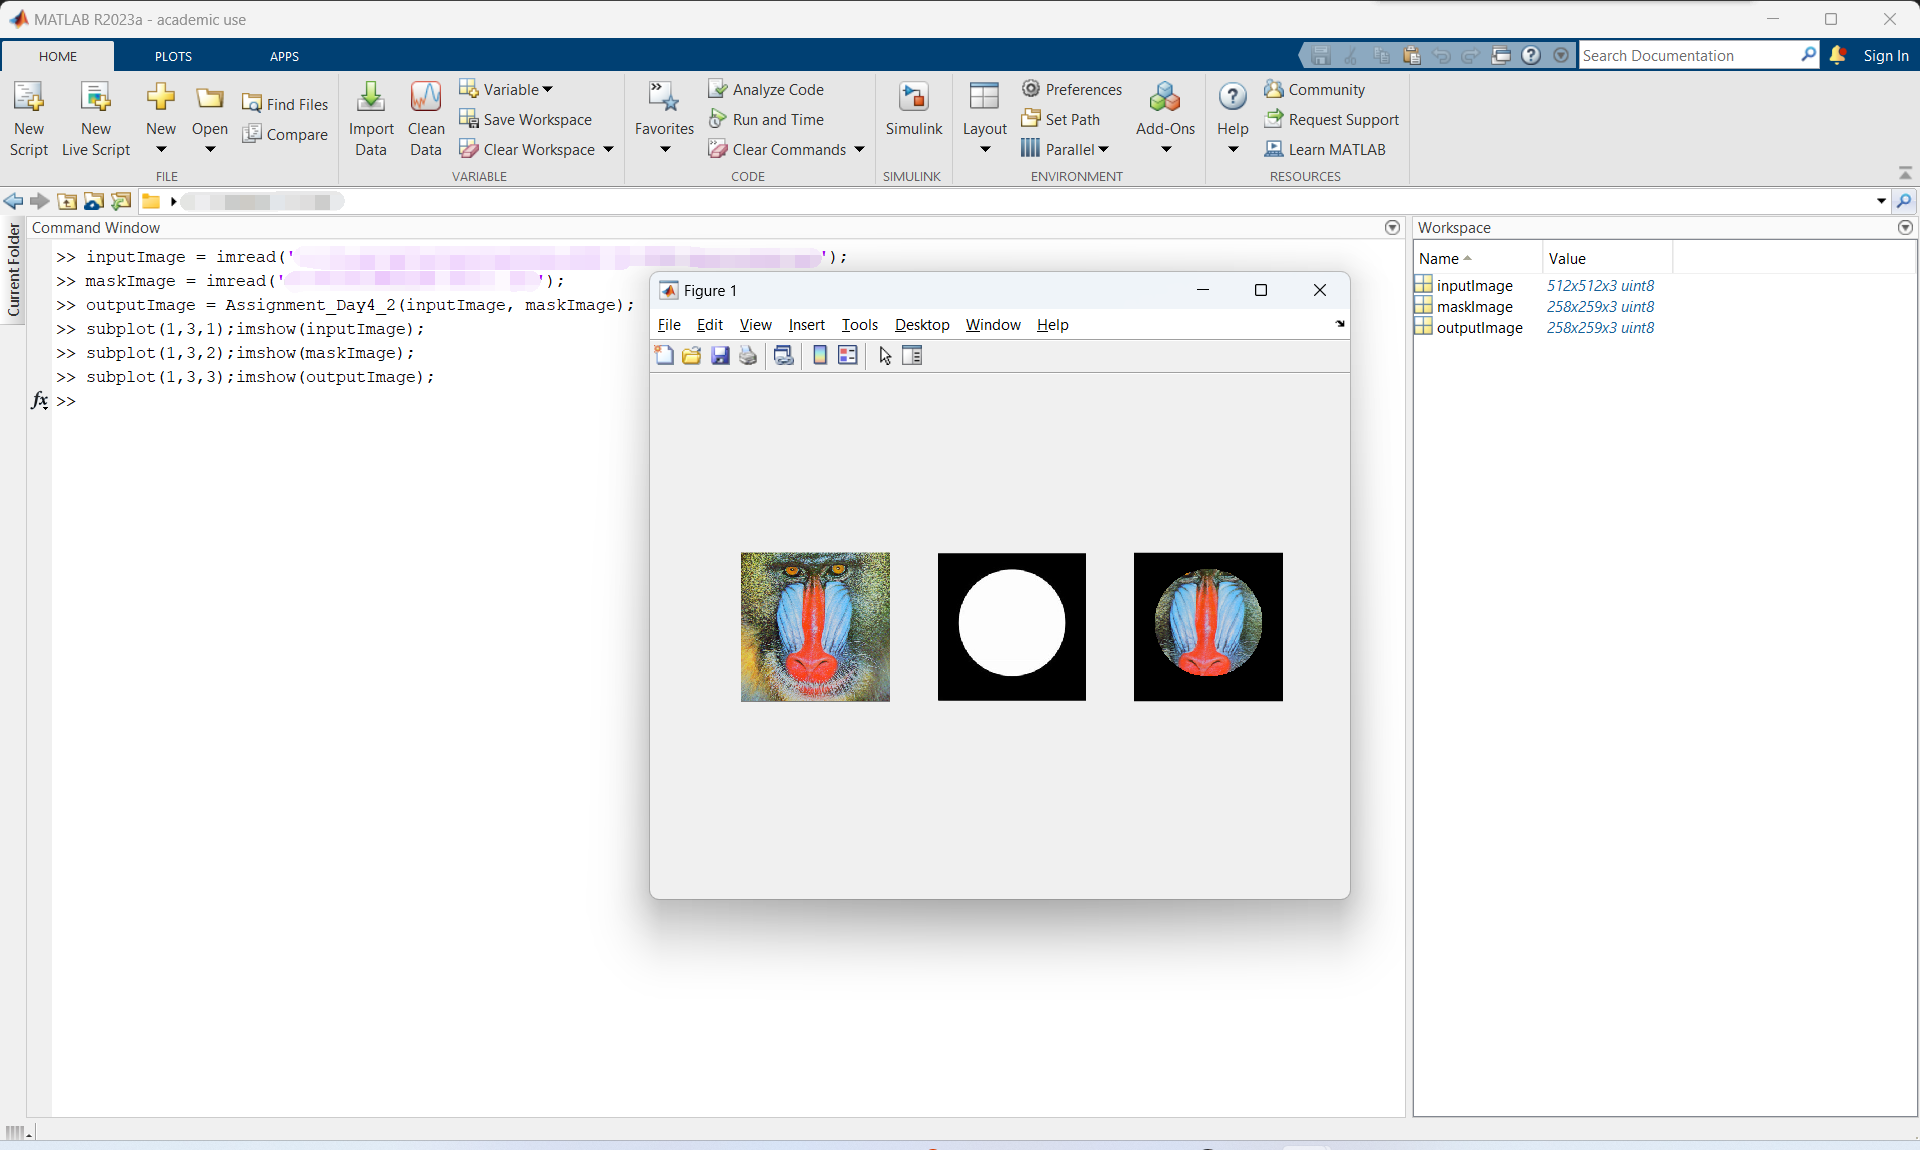 MATLAB R2023a - academic use
HOME PLOTS APPS
Search Documentation
Sign In
New Script
New Live Script
New
Open
Find Files
Compare
FILE
Import Data
Clean Data
Variable
Save Workspace
Clear Workspace
VARIABLE
Favorites
Analyze Code
Run and Time
Clear Commands
CODE
Simulink
SIMULINK
Layout
Preferences
Set Path
Parallel
Add-Ons
ENVIRONMENT
Help
Community
Request Support
Learn MATLAB
RESOURCES
Current Folder
Command Window
>> inputImage = imread(' ');
>> maskImage = imread(' ');
>> outputImage = Assignment_Day4_2(inputImage, maskImage);
>> subplot(1,3,1);imshow(inputImage);
>> subplot(1,3,2);imshow(maskImage);
>> subplot(1,3,3);imshow(outputImage);
fx >>
Figure 1
File Edit View Insert Tools Desktop Window Help
Workspace
Name Value
inputImage 512x512x3 uint8
maskImage 258x259x3 uint8
outputImage 258x259x3 uint8